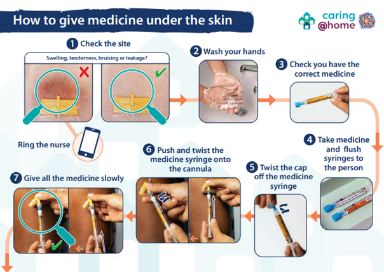 How to give medicine under the skin
caring
@home
1 Check the site
Swelling, tenderness, bruising or leakage?
Ring the nurse
2 Wash your hands
3 Check you have the
correct medicine
4 Take medicine
and flush
syringes to
the person
5 Twist the cap
off the medicine
syringe
6 Push and twist the
medicine syringe onto
the cannula
7 Give all the medicine slowly